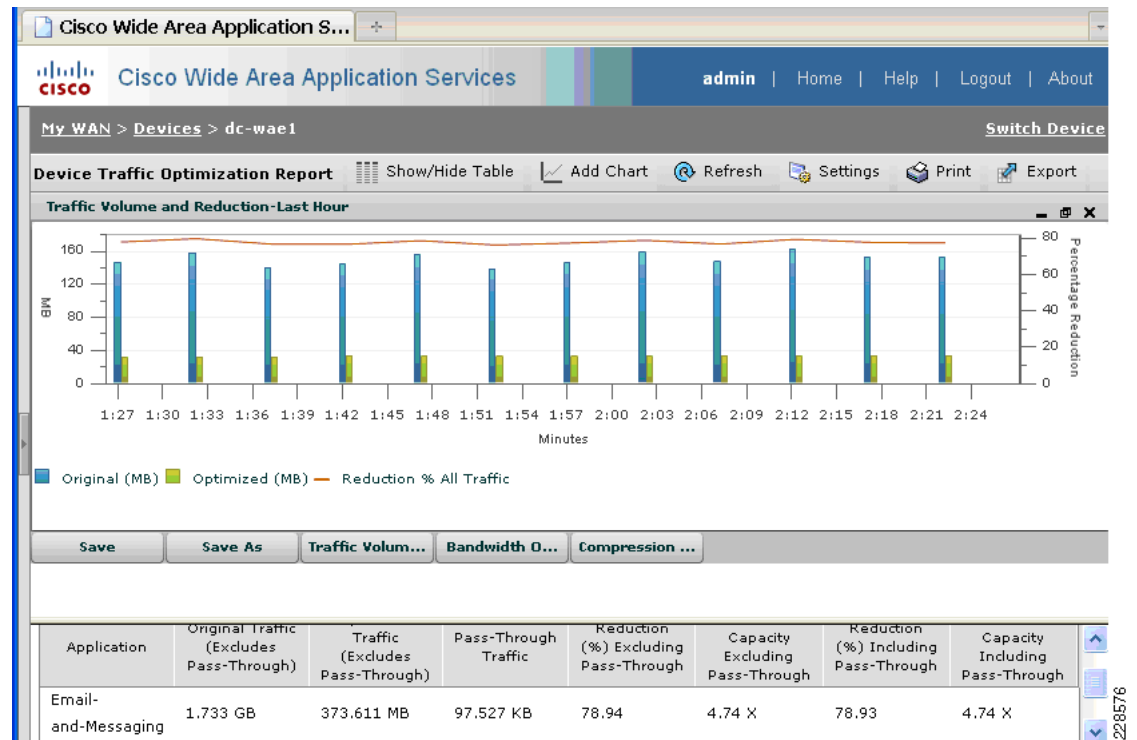 Cisco Wide Area Application S...
CISCO
Cisco Wide Area Application Services
admin | Home | Help | Logout | About
My WAN > Devices > dc-wae1
Switch Device
Device Traffic Optimization Report Show/Hide Table Add Chart Refresh Settings Print Export
Traffic Volume and Reduction-Last Hour
160
120
80
40
0
MB
80
60
40
20
0
Percentage Reduction
1:27 1:30 1:33 1:36 1:39 1:42 1:45 1:48 1:51 1:54 1:57 2:00 2:03 2:06 2:09 2:12 2:15 2:18 2:21 2:24
Minutes
Original (MB) Optimized (MB) Reduction % All Traffic
Save Save As Traffic Volum... Bandwidth O... Compression ...
Application
Original Traffic
(Excludes
Pass-Through)
Traffic
(Excludes
Pass-Through)
Pass-Through
Traffic
Reduction
(%) Excluding
Pass-Through
Capacity
Excluding
Pass-Through
Reduction
(%) Including
Pass-Through
Capacity
Including
Pass-Through
Email-
and-Messaging
1.733 GB 373.611 MB 97.527 KB 78.94 4.74 X 78.93 4.74 X
228576